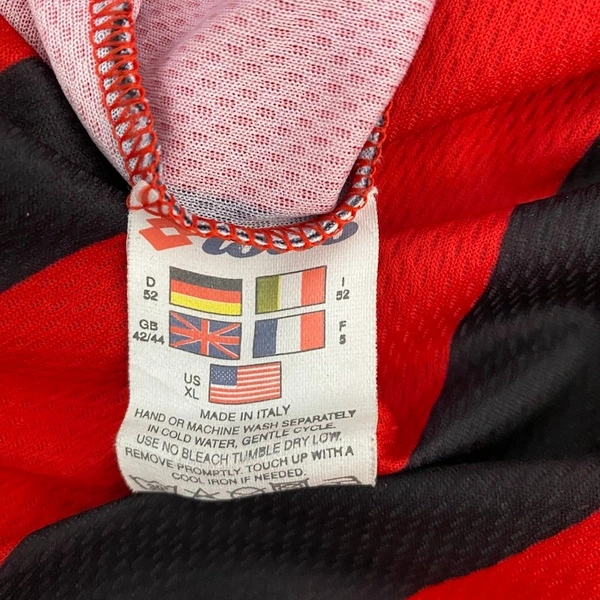 lotto
D
52
I
52
GB
42/44
F
5
US
XL
MADE IN ITALY
HAND OR MACHINE WASH SEPARATELY
IN COLD WATER, GENTLE CYCLE.
USE NO BLEACH TUMBLE DRY LOW.
REMOVE PROMPTLY. TOUCH UP WITH A
COOL IRON IF NEEDED.